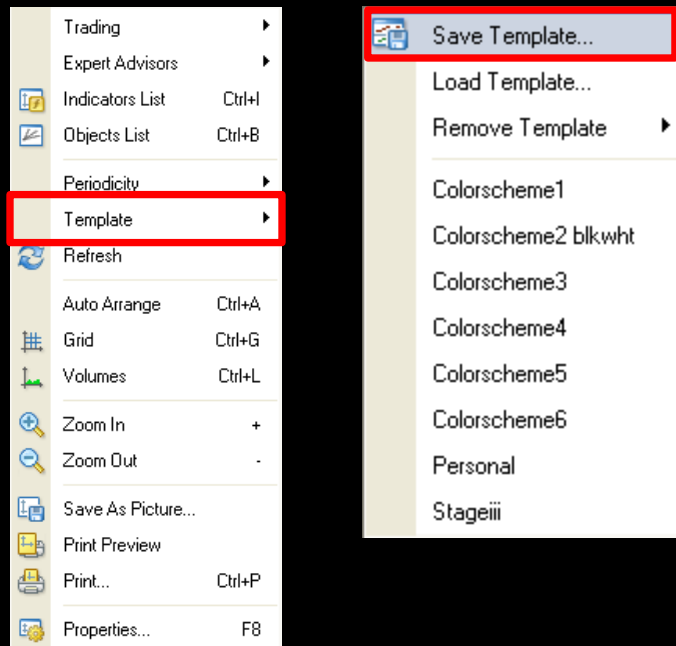 Trading
Expert Advisors
Indicators List Ctrl+I
Objects List Ctrl+B
Periodicity
Template
Refresh
Auto Arrange Ctrl+A
Grid Ctrl+G
Volumes Ctrl+L
Zoom In +
Zoom Out -
Save As Picture...
Print Preview
Print... Ctrl+P
Properties... F8
Save Template...
Load Template...
Remove Template
Colorscheme1
Colorscheme2 blkwht
Colorscheme3
Colorscheme4
Colorscheme5
Colorscheme6
Personal
Stageiii